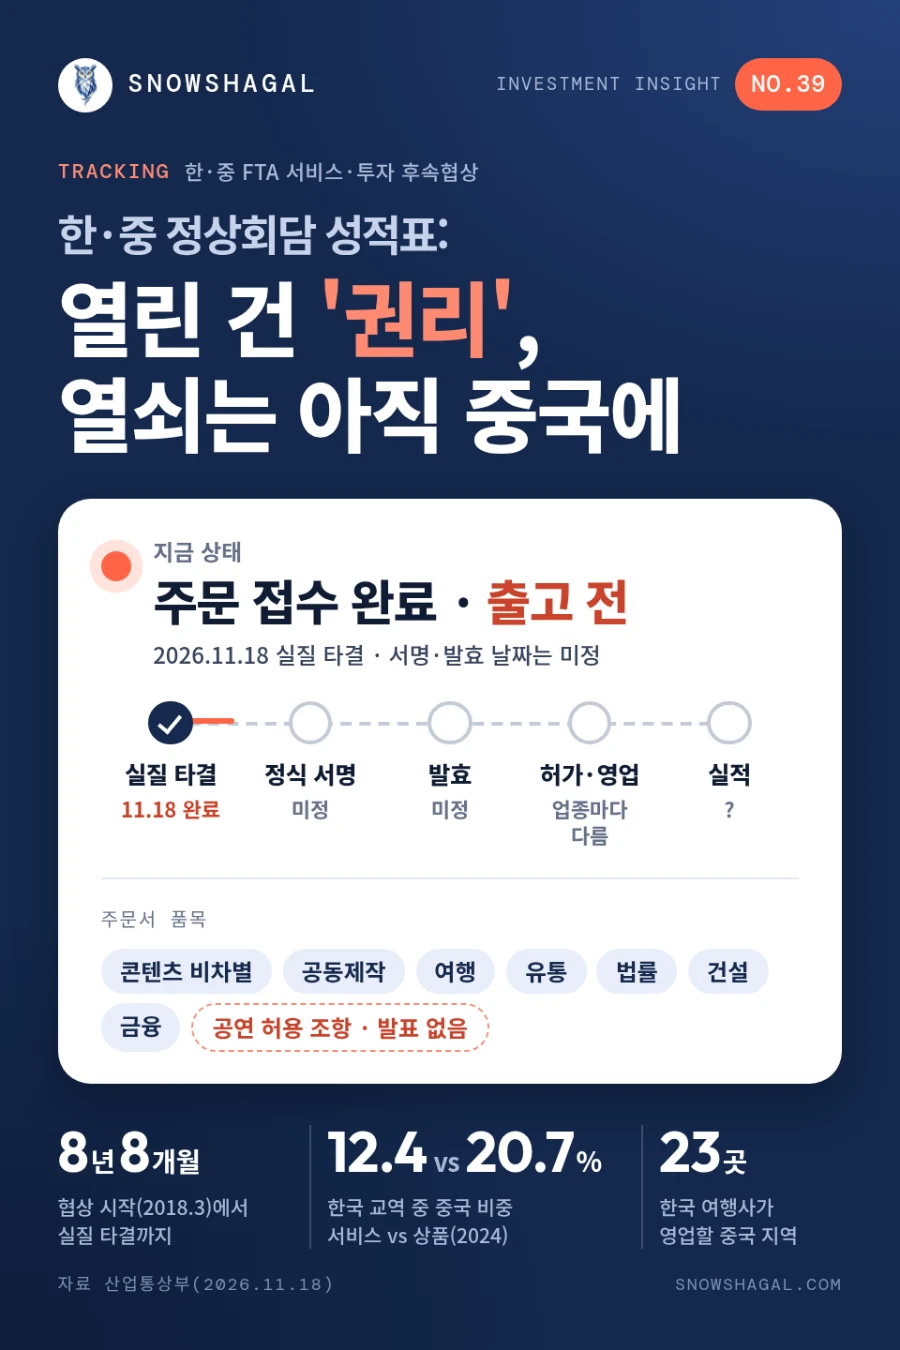 SNOWSHAGAL
INVESTMENT INSIGHT NO.39
TRACKING 한·중 FTA 서비스·투자 후속협상
한·중 정상회담 성적표:
열린 건 '권리',
열쇠는 아직 중국에
지금 상태
주문 접수 완료 · 출고 전
2026.11.18 실질 타결 · 서명·발효 날짜는 미정
실질 타결 정식 서명 발효 허가·영업 실적
11.18 완료 미정 미정 업종마다 ?
다름
주문서 품목
콘텐츠 비차별 공동제작 여행 유통 법률 건설
금융 공연 허용 조항 · 발표 없음
8년 8개월 12.4 vs 20.7% 23곳
협상 시작(2018.3)에서 한국 교역 중 중국 비중 한국 여행사가
실질 타결까지 서비스 vs 상품(2024) 영업할 중국 지역
자료 산업통상부(2026.11.18) SNOWSHAGAL.COM